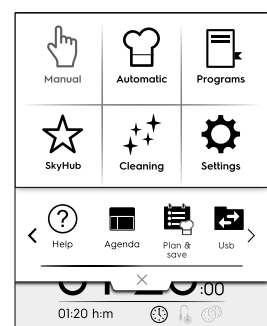 Manual Automatic Programs
SkyHub Cleaning Settings
Help Agenda Plan & save Usb
:00
01:20 h:m